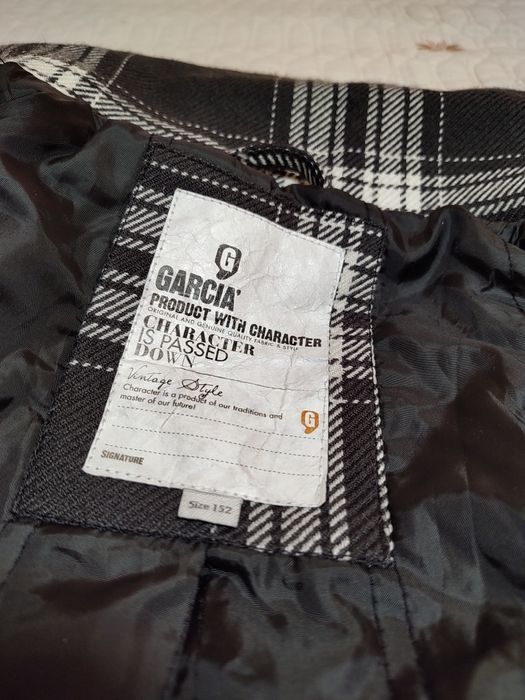 G
GARCIA
PRODUCT WITH CHARACTER
ORIGINAL AND GENUINE QUALITY FABRIC & STYLE
CHARACTER
IS PASSED
DOWN
Vintage Style
Character is a product of our traditions and
master of our future!
G
SIGNATURE
Size 152